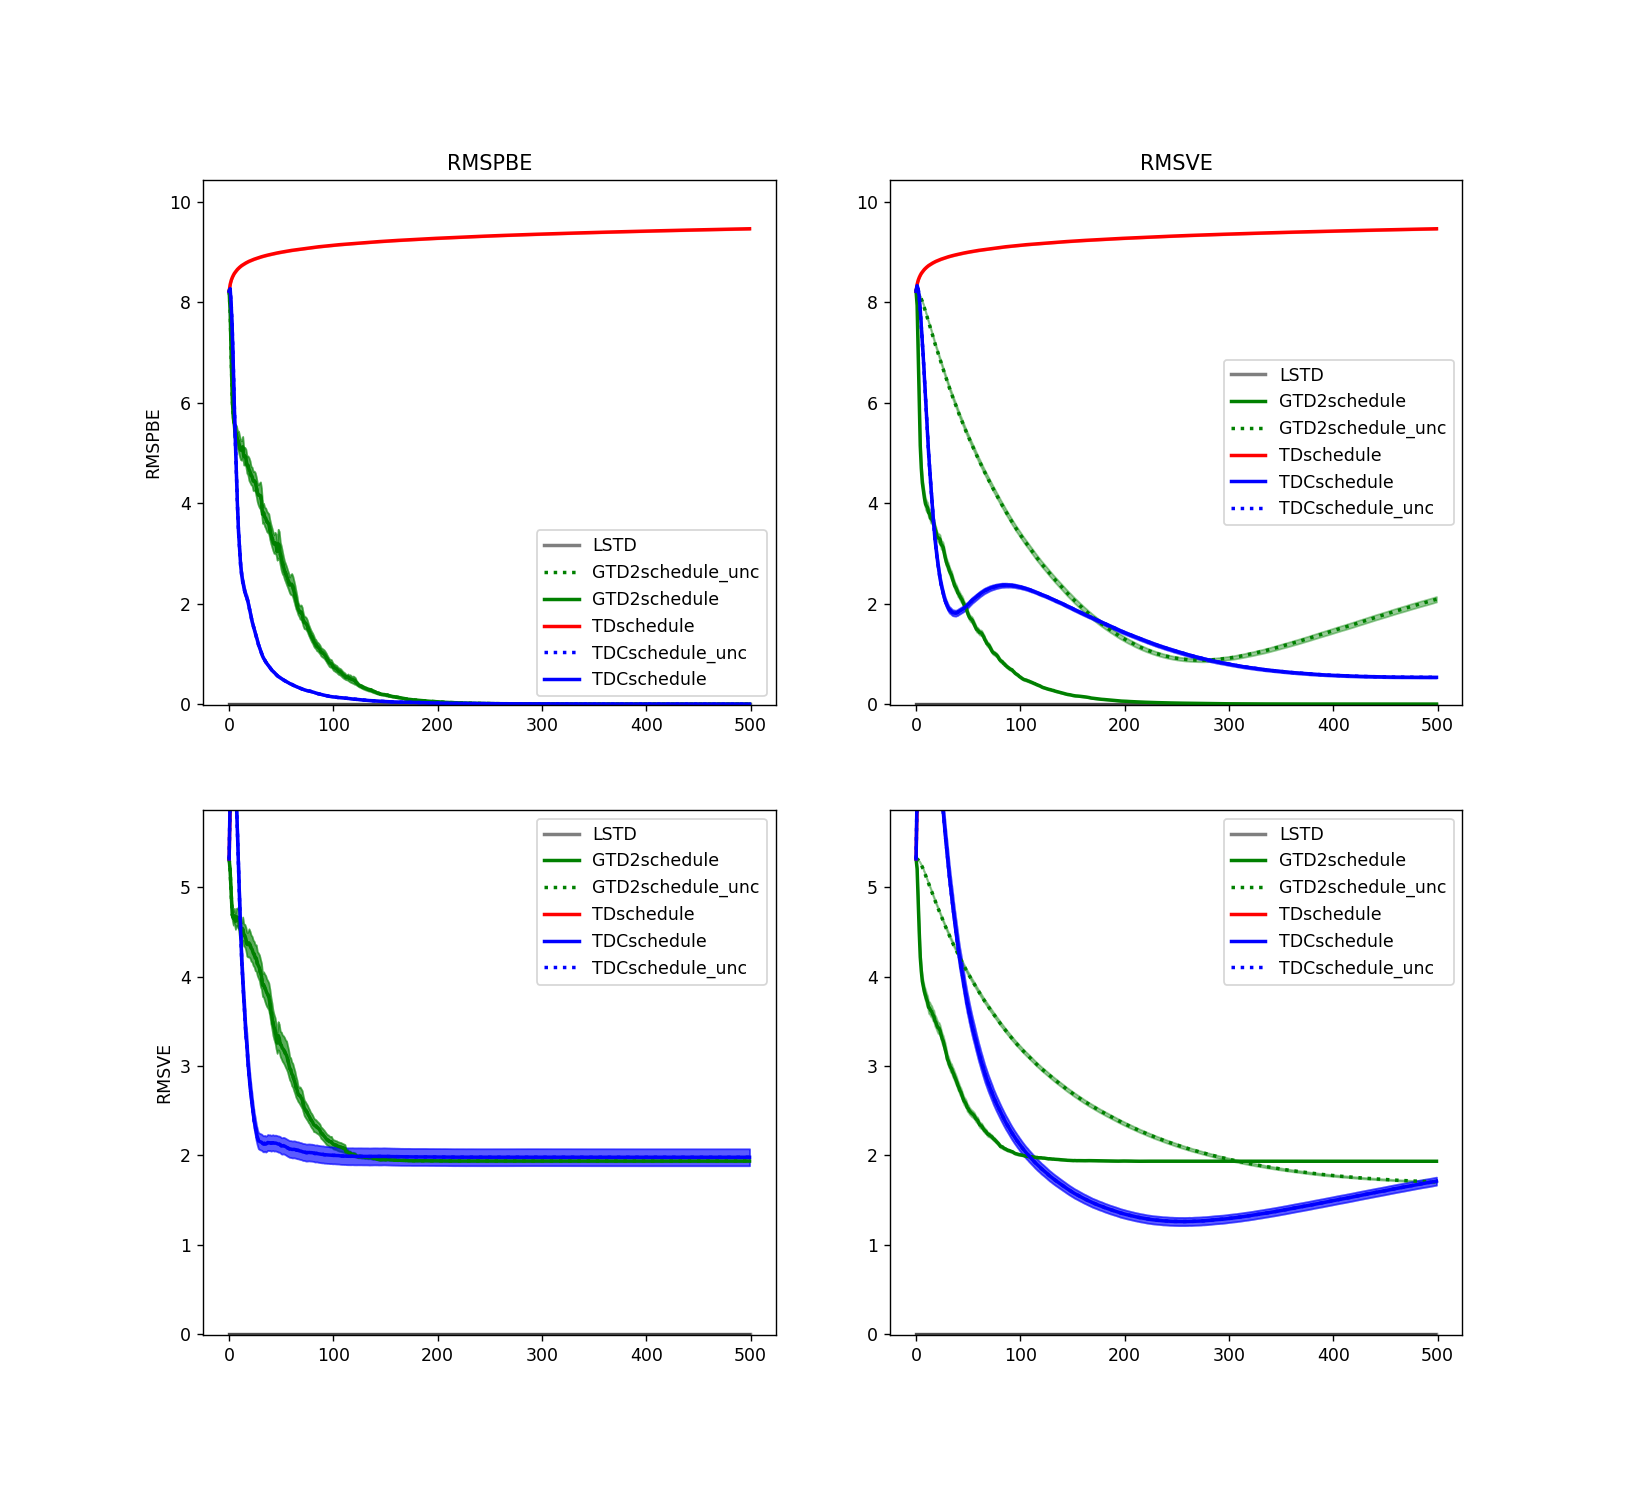 RMSPBE
RMSPBE
10
8
6
4
2
0
0 100 200 300 400 500
LSTD
GTD2schedule_unc
GTD2schedule
TDschedule
TDCschedule_unc
TDCschedule
RMSVE
10
8
6
4
2
0
0 100 200 300 400 500
LSTD
GTD2schedule
GTD2schedule_unc
TDschedule
TDCschedule
TDCschedule_unc
RMSVE
5
4
3
2
1
0
0 100 200 300 400 500
LSTD
GTD2schedule
GTD2schedule_unc
TDschedule
TDCschedule
TDCschedule_unc
5
4
3
2
1
0
0 100 200 300 400 500
LSTD
GTD2schedule
GTD2schedule_unc
TDschedule
TDCschedule
TDCschedule_unc